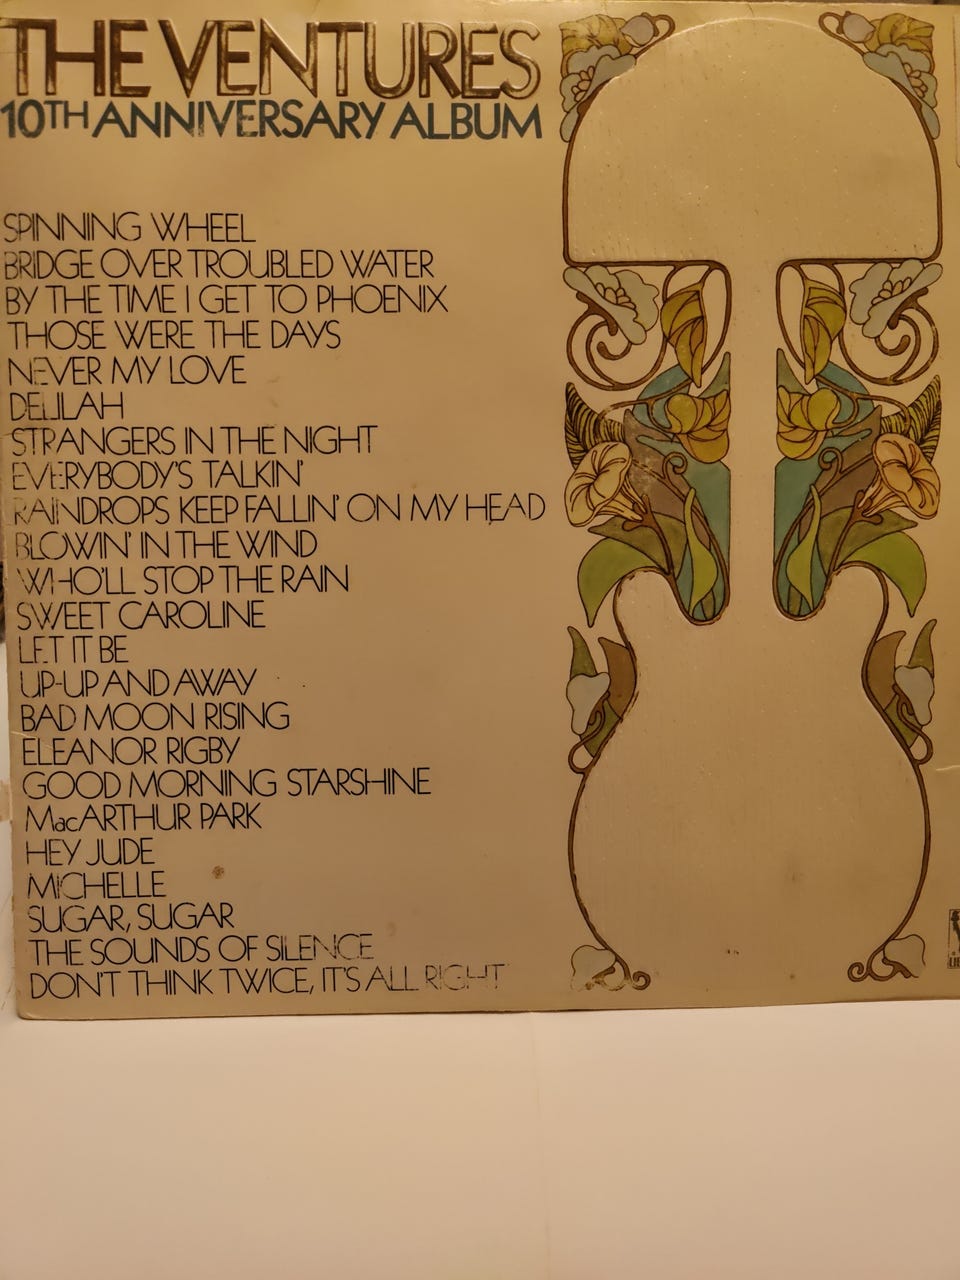 THE VENTURES
10TH ANNIVERSARY ALBUM
SPINNING WHEEL
BRIDGE OVER TROUBLED WATER
BY THE TIME I GET TO PHOENIX
THOSE WERE THE DAYS
NEVER MY LOVE
DELILAH
STRANGERS IN THE NIGHT
EVERYBODY'S TALKIN'
RAINDROPS KEEP FALLIN' ON MY HEAD
BLOWIN' IN THE WIND
WHO'LL STOP THE RAIN
SWEET CAROLINE
LET IT BE
UP-UP AND AWAY
BAD MOON RISING
ELEANOR RIGBY
GOOD MORNING STARSHINE
MacARTHUR PARK
HEY JUDE
MICHELLE
SUGAR, SUGAR
THE SOUNDS OF SILENCE
DON'T THINK TWICE, IT'S ALL RIGHT